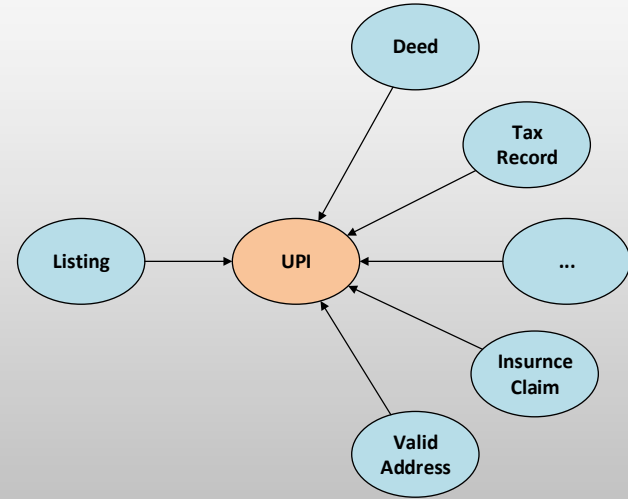 Deed
Tax
Record
Listing
UPI
...
Insurnce
Claim
Valid
Address